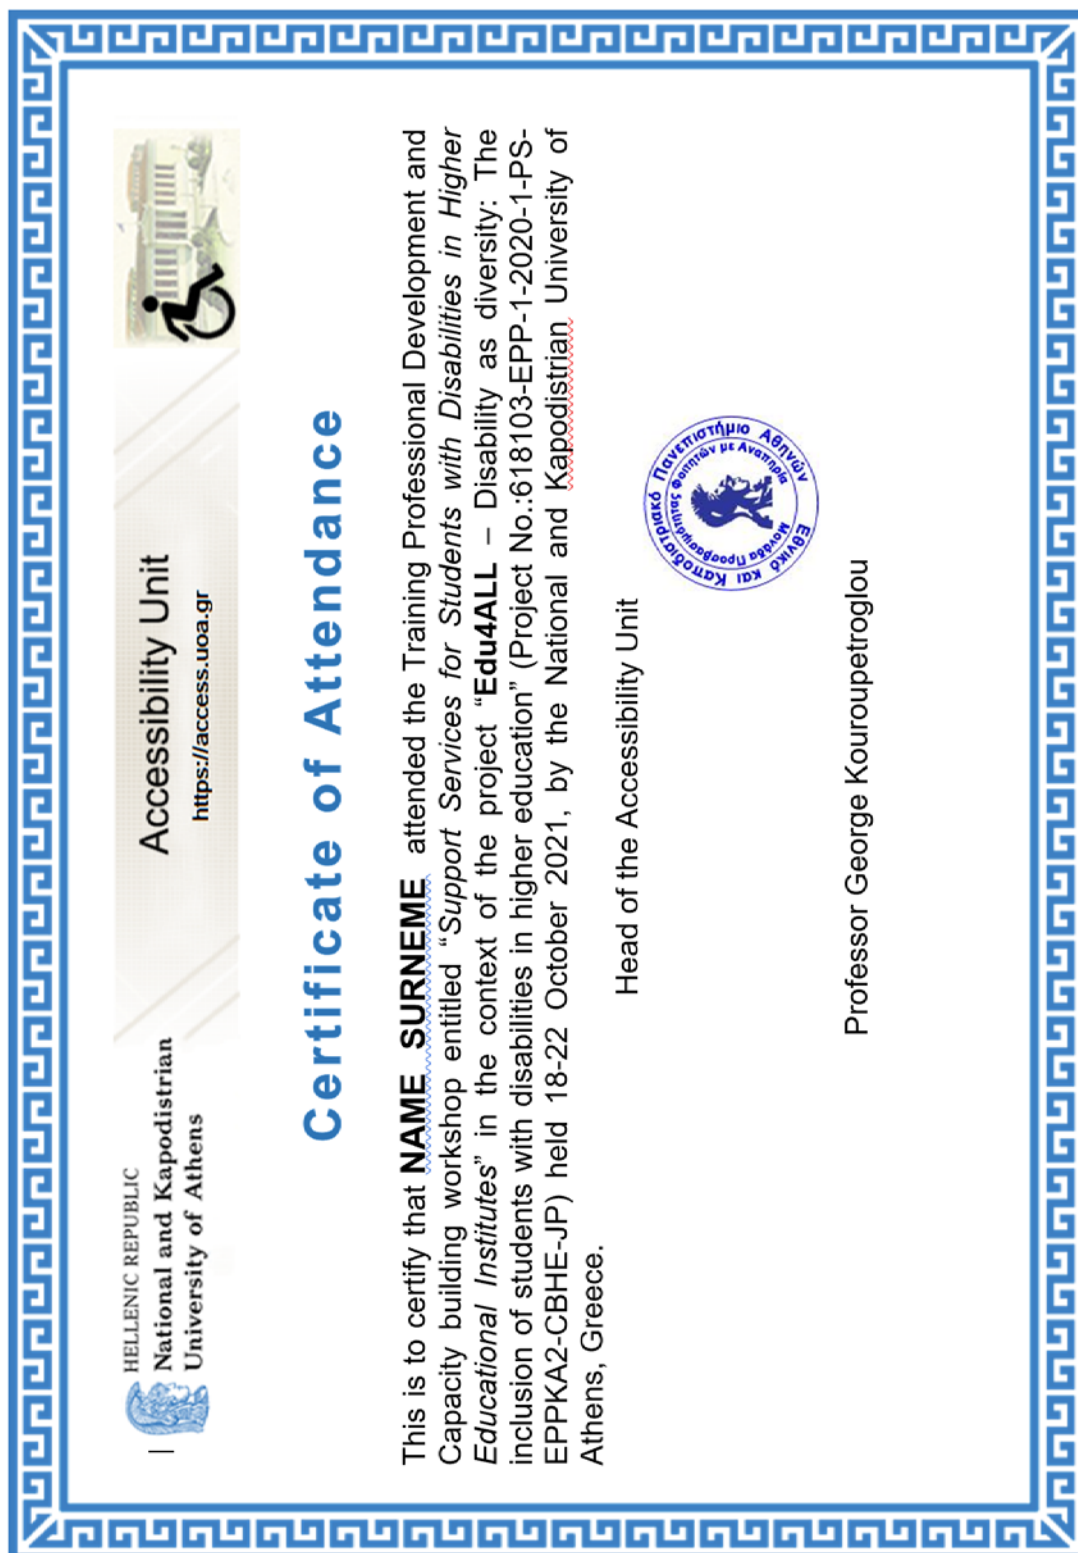 HELLENIC REPUBLIC
National and Kapodistrian
University of Athens
Accessibility Unit
https://access.uoa.gr
Certificate of Attendance
This is to certify that NAME SURNEME attended the Training Professional Development and
Capacity building workshop entitled “Support Services for Students with Disabilities in Higher
Educational Institutes” in the context of the project “Edu4ALL – Disability as diversity: The
inclusion of students with disabilities in higher education” (Project No.:618103-EPP-1-2020-1-PS-
EPPKA2-CBHE-JP) held 18-22 October 2021, by the National and Kapodistrian University of
Athens, Greece.
Head of the Accessibility Unit
Εθνικό και Καποδιστριακό Πανεπιστήμιο Αθηνών
Μονάδα Προσβασιμότητας Φοιτητών με Αναπηρία
Professor George Kouroupetroglou